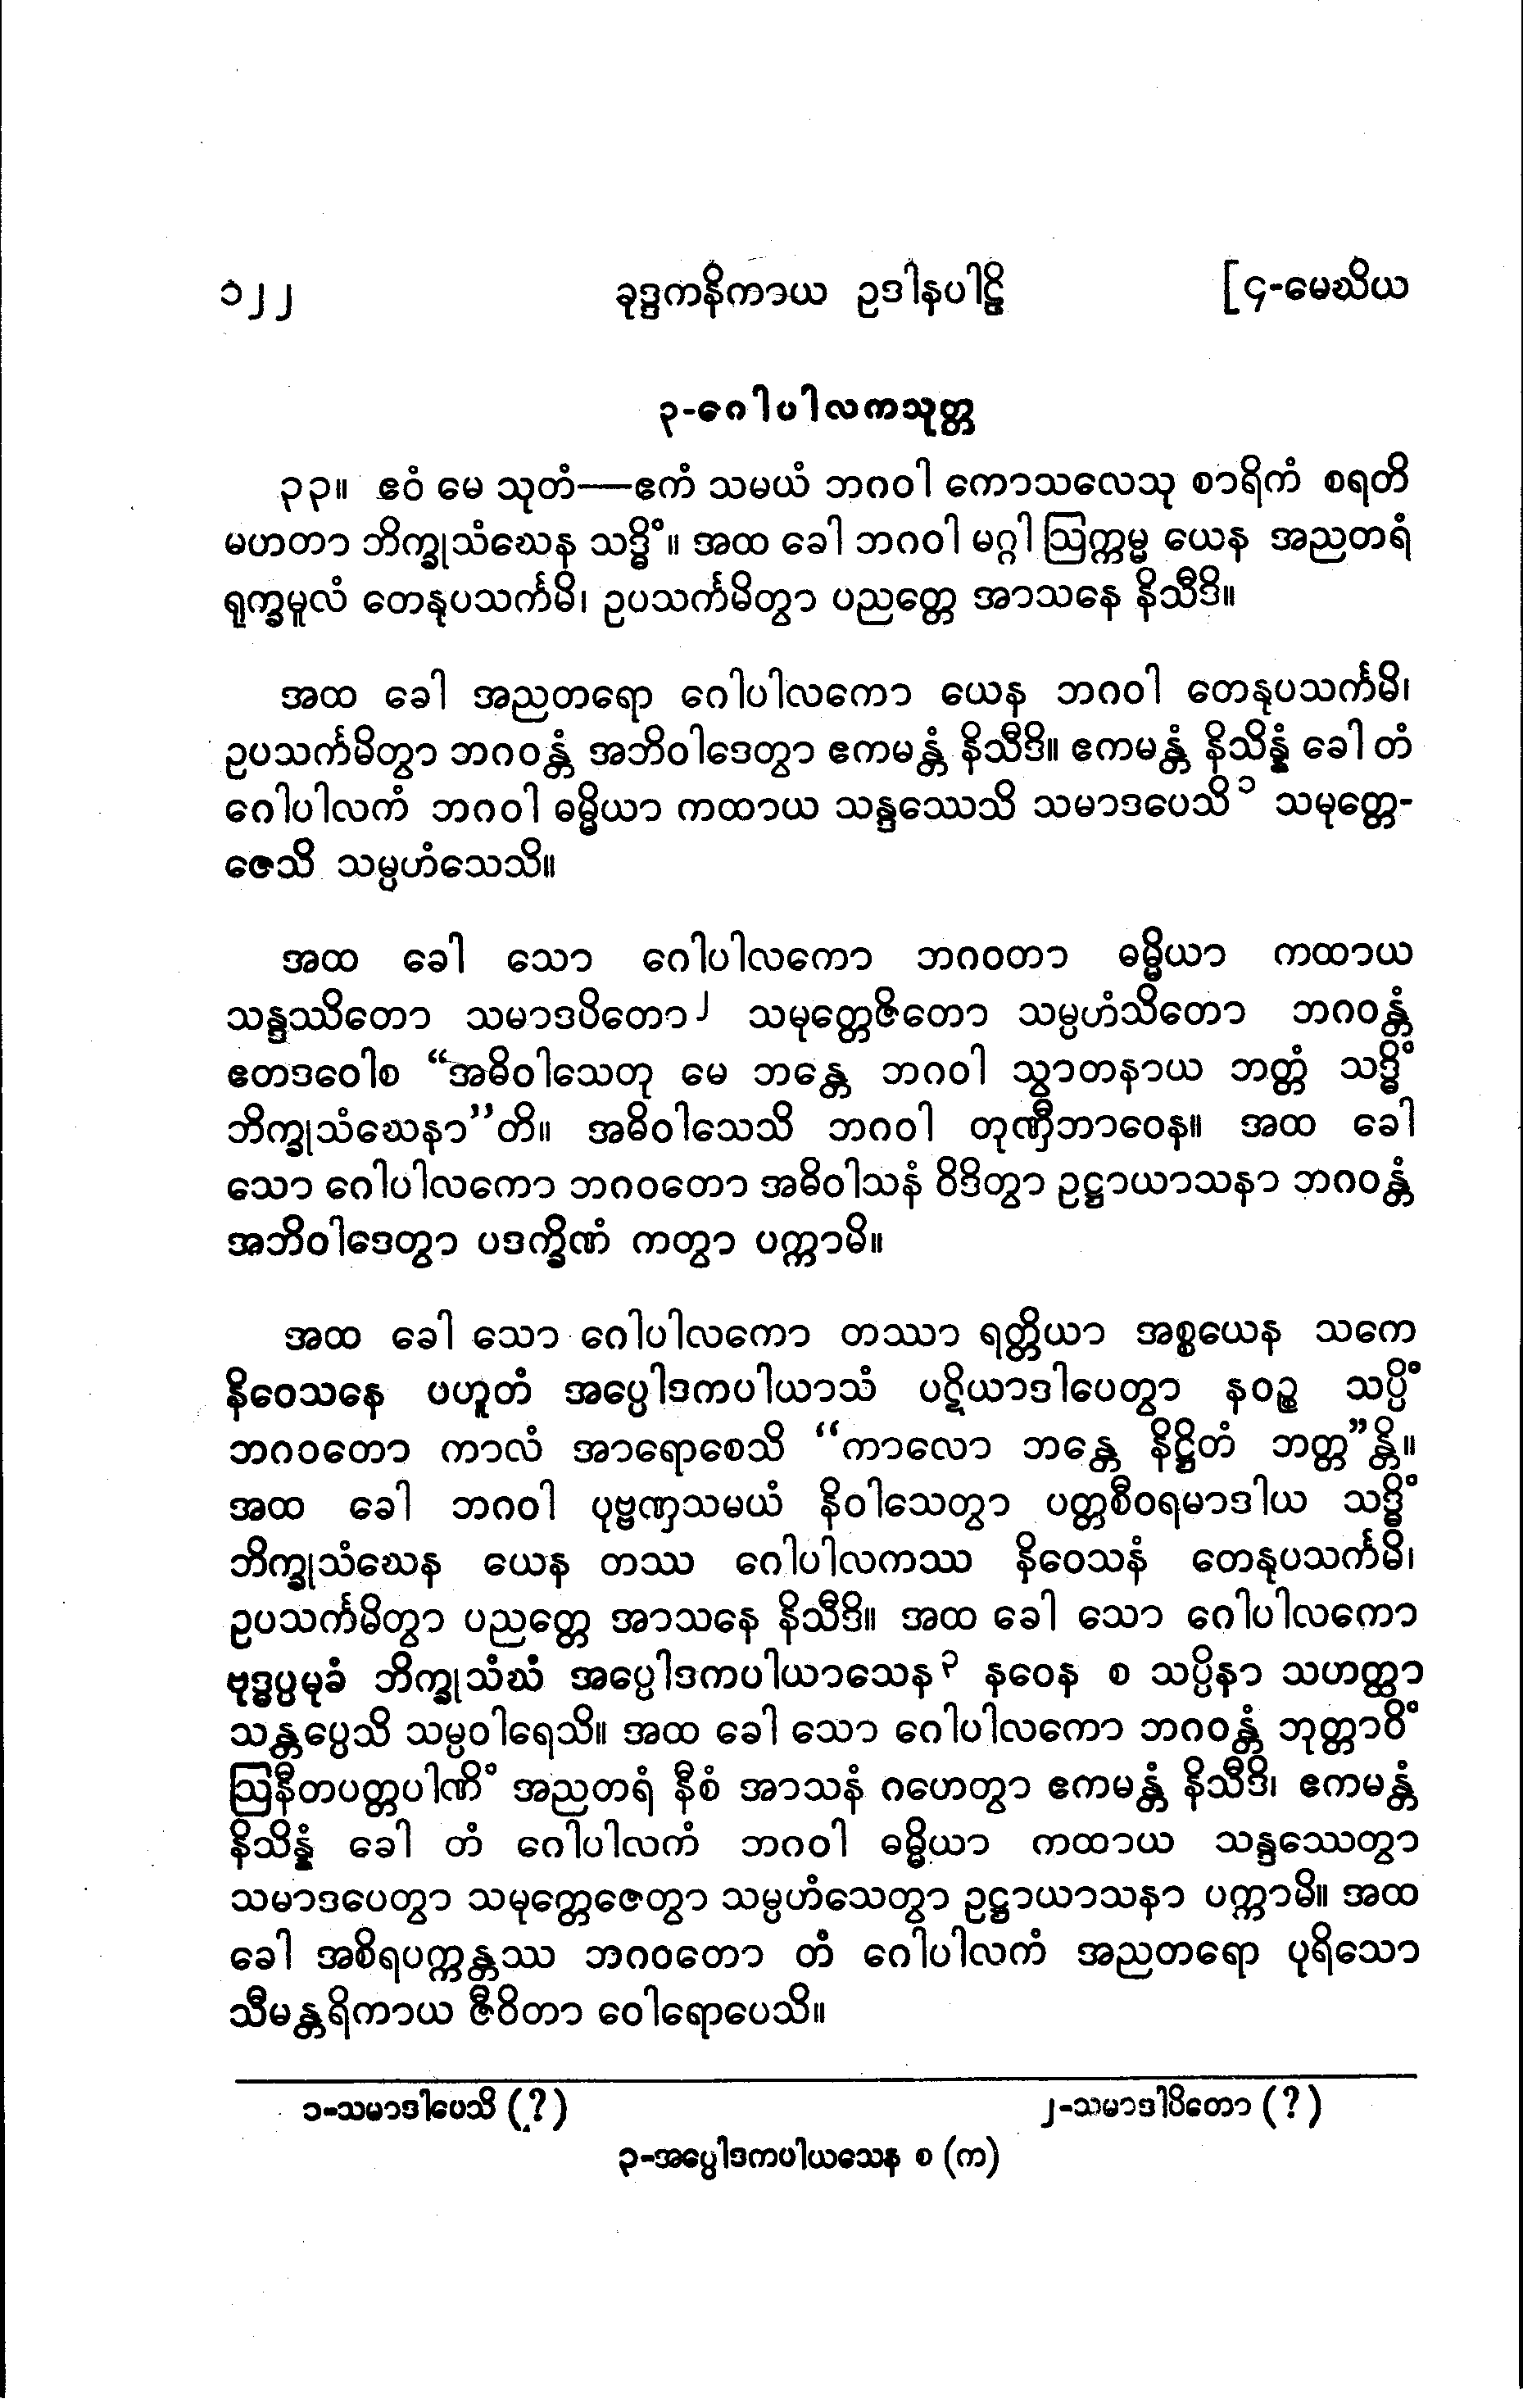 ၁၂၂ ခုဒ္ဒကနိကာယ ဥဒါနပါဠိ [၄-မေဃိယ
၃-ဂေါပါလကသုတ္တ
၃၃။ ဧဝံ မေ သုတံ—ဧကံ သမယံ ဘဂဝါ ကောသလေသု စာရိကံ စရတိ
မဟတာ ဘိက္ခုသံဃေန သဒ္ဓိံ။ အထ ခေါ ဘဂဝါ မဂ္ဂါ ဩက္ကမ္မ ယေန အညတရံ
ရုက္ခမူလံ တေနုပသင်္ကမိ၊ ဥပသင်္ကမိတွာ ပညတ္တေ အာသနေ နိသီဒိ။
အထ ခေါ အညတရော ဂေါပါလကော ယေန ဘဂဝါ တေနုပသင်္ကမိ၊
ဥပသင်္ကမိတွာ ဘဂဝန္တံ အဘိဝါဒေတွာ ဧကမန္တံ နိသီဒိ။ ဧကမန္တံ နိသိန္နံ ခေါ တံ
ဂေါပါလကံ ဘဂဝါ ဓမ္မိယာ ကထာယ သန္ဒဿေသိ သမာဒပေသိ၁ သမုတ္တေ-
ဇေသိ သမ္ပဟံသေသိ။
အထ ခေါ သော ဂေါပါလကော ဘဂဝတာ ဓမ္မိယာ ကထာယ
သန္ဒဿိတော သမာဒပိတော၂ သမုတ္တေဇိတော သမ္ပဟံသိတော ဘဂဝန္တံ
ဧတဒဝေါစ “အဓိဝါသေတု မေ ဘန္တေ ဘဂဝါ သွာတနာယ ဘတ္တံ သဒ္ဓိံ
ဘိက္ခုသံဃေနာ”တိ။ အဓိဝါသေသိ ဘဂဝါ တုဏှီဘာဝေန။ အထ ခေါ
သော ဂေါပါလကော ဘဂဝတော အဓိဝါသနံ ဝိဒိတွာ ဥဋ္ဌာယာသနာ ဘဂဝန္တံ
အဘိဝါဒေတွာ ပဒက္ခိဏံ ကတွာ ပက္ကာမိ။
အထ ခေါ သော ဂေါပါလကော တဿာ ရတ္တိယာ အစ္စယေန သကေ
နိဝေသနေ ပဟူတံ အပ္ပေါဒကပါယာသံ ပဋိယာဒါပေတွာ နဝဉ္စ သပ္ပိံ
ဘဂဝတော ကာလံ အာရောစေသိ “ကာလော ဘန္တေ နိဋ္ဌိတံ ဘတ္တ”န္တိ။
အထ ခေါ ဘဂဝါ ပုဗ္ဗဏှသမယံ နိဝါသေတွာ ပတ္တစီဝရမာဒါယ သဒ္ဓိံ
ဘိက္ခုသံဃေန ယေန တဿ ဂေါပါလကဿ နိဝေသနံ တေနုပသင်္ကမိ၊
ဥပသင်္ကမိတွာ ပညတ္တေ အာသနေ နိသီဒိ။ အထ ခေါ သော ဂေါပါလကော
ဗုဒ္ဓပ္ပမုခံ ဘိက္ခုသံဃံ အပ္ပေါဒကပါယာသေန၃ နဝေန စ သပ္ပိနာ သဟတ္ထာ
သန္တပ္ပေသိ သမ္ပဝါရေသိ။ အထ ခေါ သော ဂေါပါလကော ဘဂဝန္တံ ဘုတ္တာဝိံ
ဩနီတပတ္တပါဏိံ အညတရံ နီစံ အာသနံ ဂဟေတွာ ဧကမန္တံ နိသီဒိ၊ ဧကမန္တံ
နိသိန္နံ ခေါ တံ ဂေါပါလကံ ဘဂဝါ ဓမ္မိယာ ကထာယ သန္ဒဿေတွာ
သမာဒပေတွာ သမုတ္တေဇေတွာ သမ္ပဟံသေတွာ ဥဋ္ဌာယာသနာ ပက္ကာမိ။ အထ
ခေါ အစိရပက္ကန္တဿ ဘဂဝတော တံ ဂေါပါလကံ အညတရော ပုရိသော
သီမန္တရိကာယ ဇီဝိတာ ဝေါရောပေသိ။
၁-သမာဒါပေသိ (?) ၂-သမာဒါပိတော (?)
၃-အပ္ပေါဒကပါယသေန စ (က)